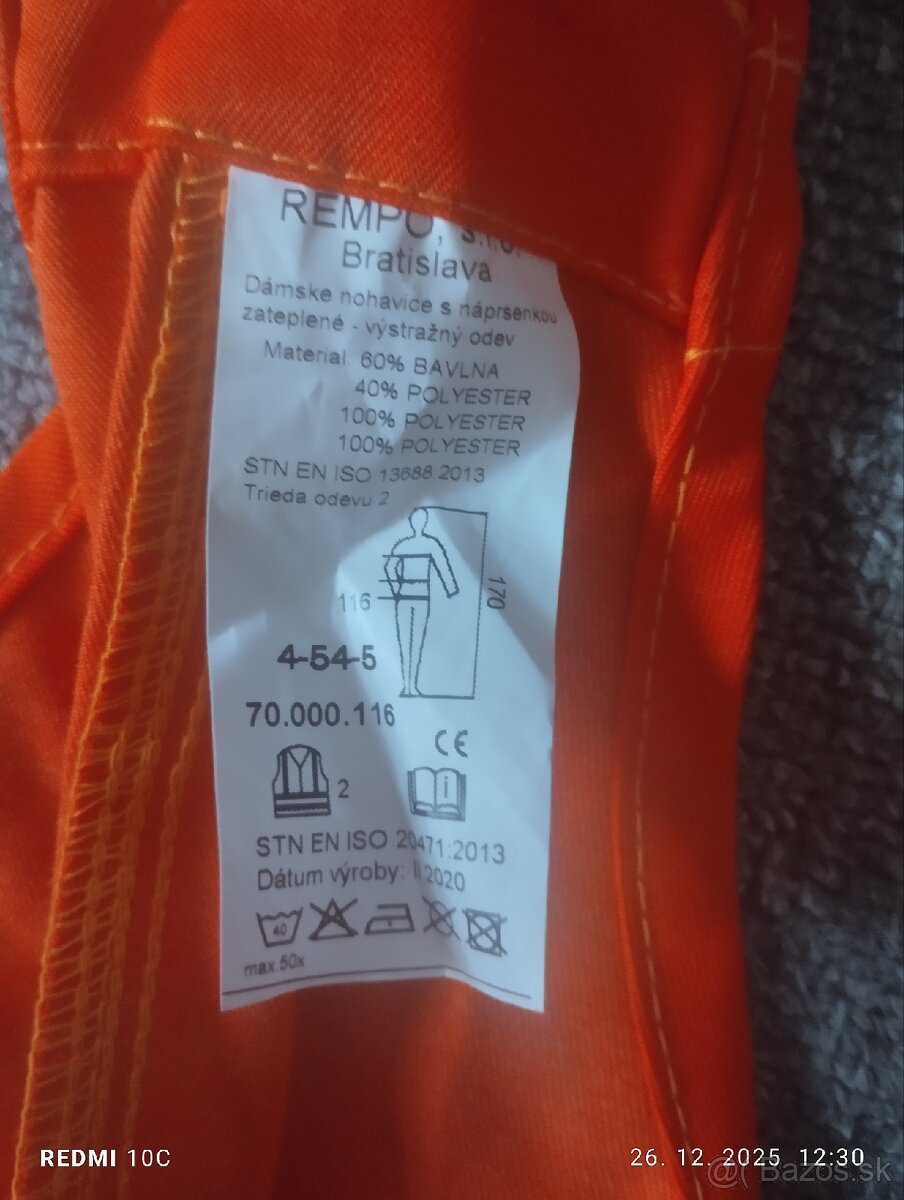 REMPO, s.r.o.
Bratislava
Dámske nohavice s náprsenkou
zateplené - výstražný odev
Material: 60% BAVLNA
40% POLYESTER
100% POLYESTER
100% POLYESTER
STN EN ISO 13688:2013
Trieda odevu 2
116
170
4-54-5
70.000.116
CE
2
i
STN EN ISO 20471:2013
Dátum výroby: II 2020
40
max 50x
REDMI 10C
26. 12. 2025 12:30
Bazos.sk